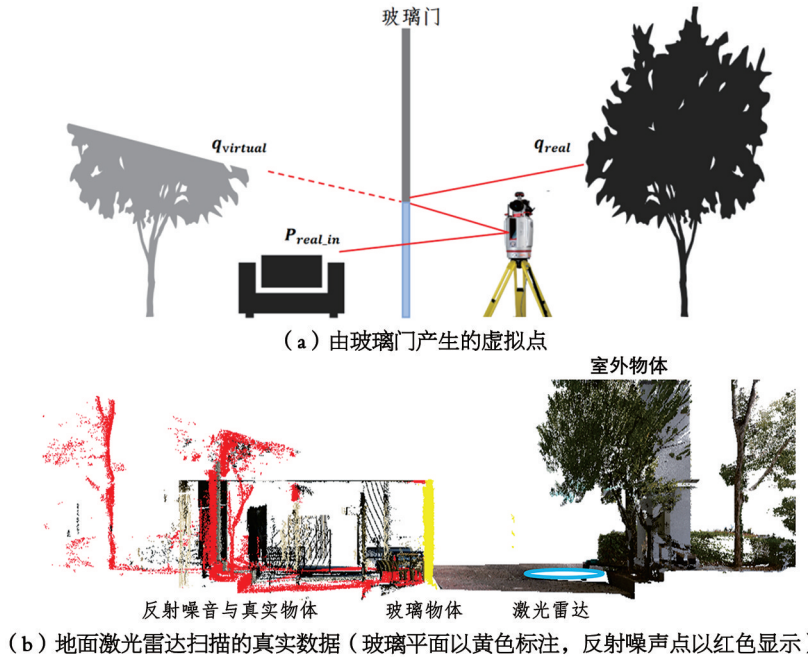 玻璃门
q_virtual
q_real
P_real_in
（a）由玻璃门产生的虚拟点
室外物体
反射噪音与真实物体 玻璃物体 激光雷达
（b）地面激光雷达扫描的真实数据（玻璃平面以黄色标注，反射噪声点以红色显示）